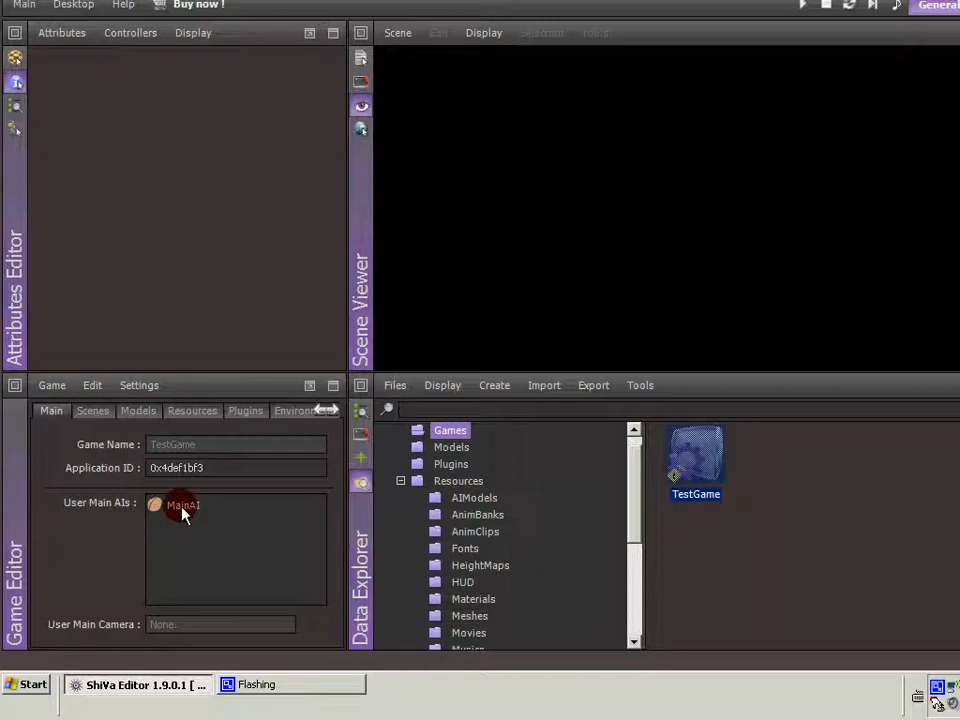 Main Desktop Help Buy now ! General
Attributes Controllers Display
Scene Edit Display Selection Tools
Attributes Editor
Scene Viewer
Game Edit Settings
Files Display Create Import Export Tools
Main Scenes Models Resources Plugins
Game Name : TestGame
Application ID : 0x4def1bf3
User Main AIs : MainAI
User Main Camera : None.
Game Editor
Data Explorer
Games
Models
Plugins
Resources
AIModels
AnimBanks
AnimClips
Fonts
HeightMaps
HUD
Materials
Meshes
Movies
TestGame
Start ShiVa Editor 1.9.0.1 [ ... Flashing